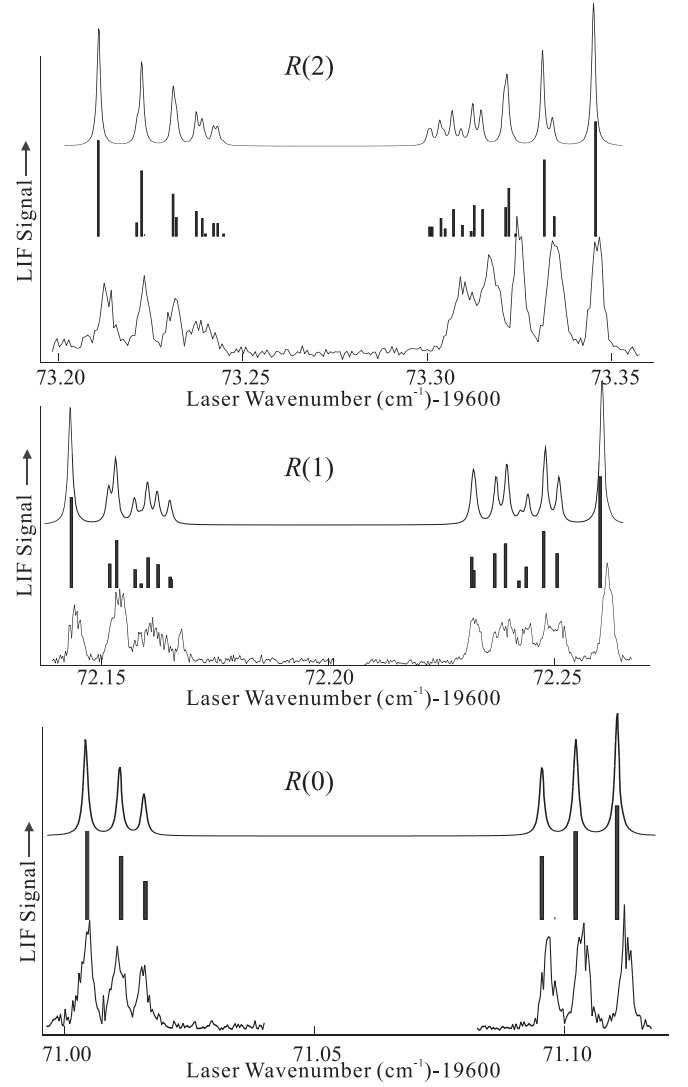 R(2)
LIF Signal
73.20 73.25 73.30 73.35
Laser Wavenumber (cm⁻¹)-19600
R(1)
LIF Signal
72.15 72.20 72.25
Laser Wavenumber (cm⁻¹)-19600
R(0)
LIF Signal
71.00 71.05 71.10
Laser Wavenumber (cm⁻¹)-19600